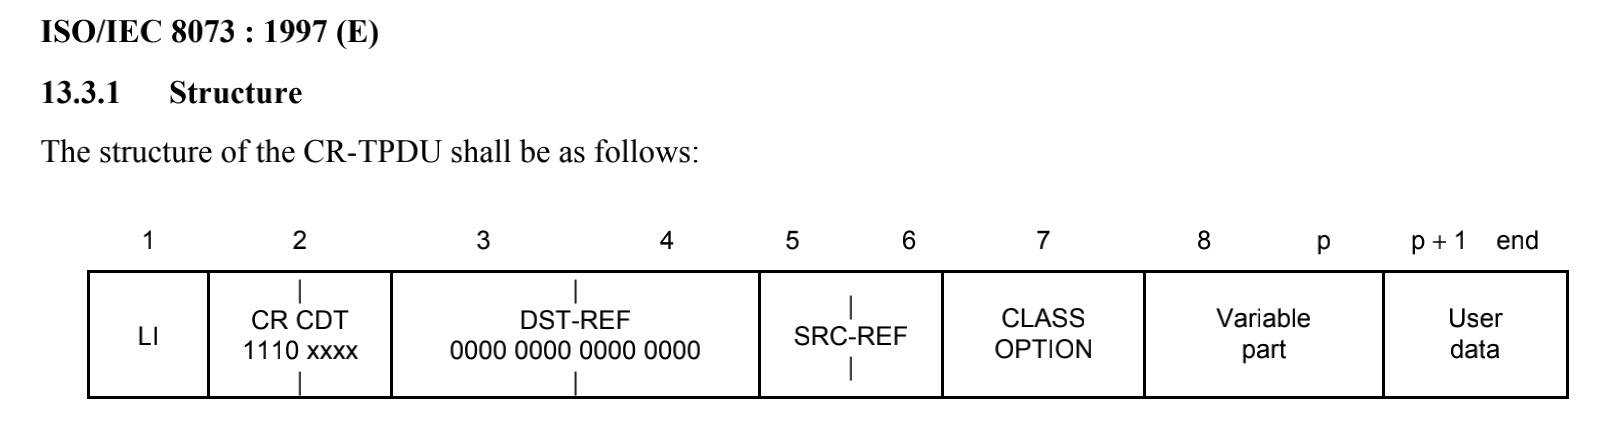 ISO/IEC 8073 : 1997 (E)
13.3.1 Structure
The structure of the CR-TPDU shall be as follows:
1 2 3 4 5 6 7 8 p p + 1 end
LI
CR CDT
1110 xxxx
DST-REF
0000 0000 0000 0000
SRC-REF
CLASS
OPTION
Variable
part
User
data